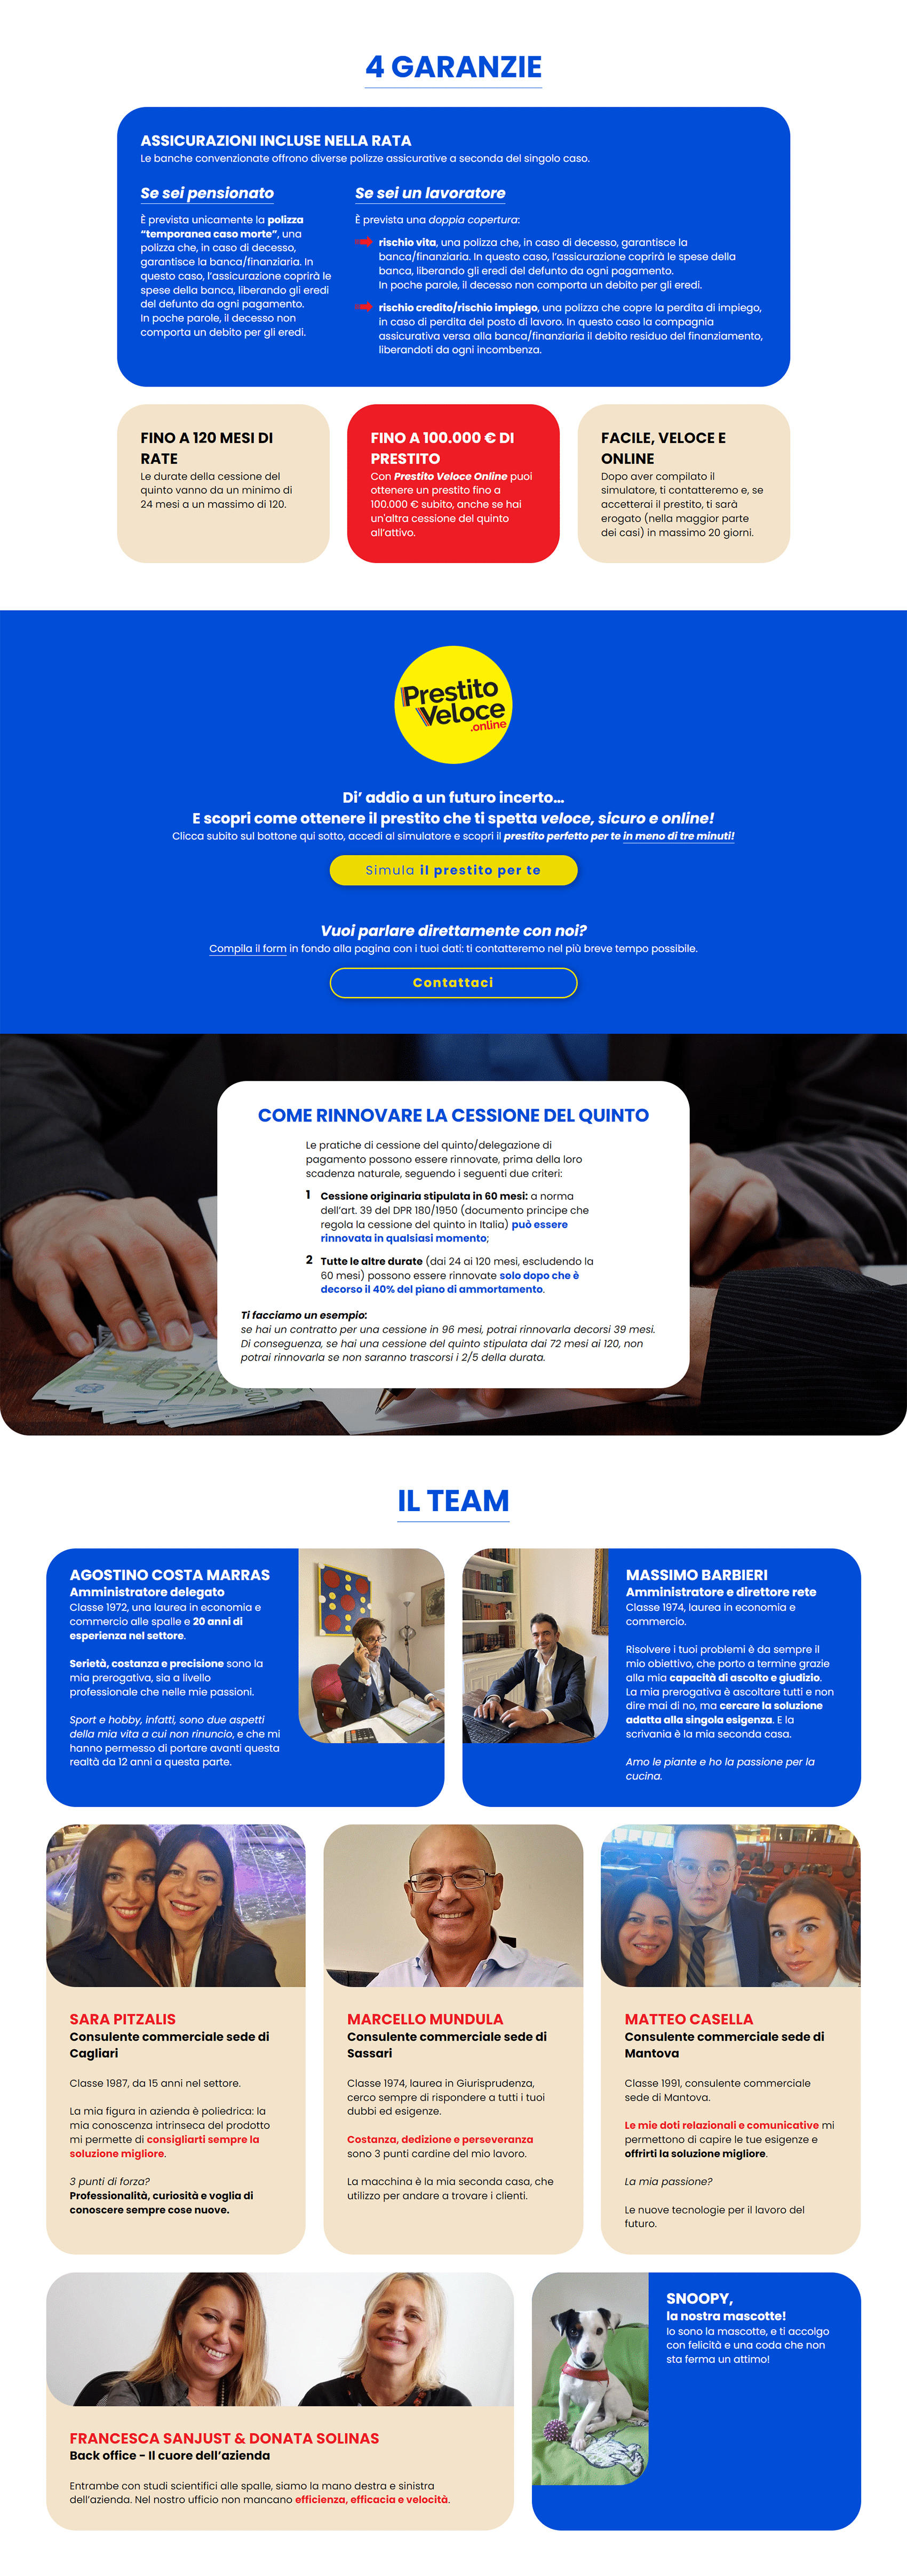 4 GARANZIE
ASSICURAZIONI INCLUSE NELLA RATA
Le banche convenzionate offrono diverse polizze assicurative a seconda del singolo caso.
Se sei pensionato
È prevista unicamente la polizza
“temporanea caso morte”, una
polizza che, in caso di decesso,
garantisce la banca/finanziaria. In
questo caso, l’assicurazione coprirà le
spese della banca, liberando gli eredi
del defunto da ogni pagamento.
In poche parole, il decesso non
comporta un debito per gli eredi.
Se sei un lavoratore
È prevista una doppia copertura:
rischio vita, una polizza che, in caso di decesso, garantisce la
banca/finanziaria. In questo caso, l’assicurazione coprirà le spese della
banca, liberando gli eredi del defunto da ogni pagamento.
In poche parole, il decesso non comporta un debito per gli eredi.
rischio credito/rischio impiego, una polizza che copre la perdita di impiego,
in caso di perdita del posto di lavoro. In questo caso la compagnia
assicurativa versa alla banca/finanziaria il debito residuo del finanziamento,
liberandoti da ogni incombenza.
FINO A 120 MESI DI
RATE
Le durate della cessione del
quinto vanno da un minimo di
24 mesi a un massimo di 120.
FINO A 100.000 € DI
PRESTITO
Con Prestito Veloce Online puoi
ottenere un prestito fino a
100.000 € subito, anche se hai
un'altra cessione del quinto
all’attivo.
FACILE, VELOCE E
ONLINE
Dopo aver compilato il
simulatore, ti contatteremo e, se
accetterai il prestito, ti sarà
erogato (nella maggior parte
dei casi) in massimo 20 giorni.
Prestito
Veloce
.online
Di’ addio a un futuro incerto...
E scopri come ottenere il prestito che ti spetta veloce, sicuro e online!
Clicca subito sul bottone qui sotto, accedi al simulatore e scopri il prestito perfetto per te in meno di tre minuti!
Simula il prestito per te
Vuoi parlare direttamente con noi?
Compila il form in fondo alla pagina con i tuoi dati: ti contatteremo nel più breve tempo possibile.
Contattaci
COME RINNOVARE LA CESSIONE DEL QUINTO
Le pratiche di cessione del quinto/delegazione di
pagamento possono essere rinnovate, prima della loro
scadenza naturale, seguendo i seguenti due criteri:
1 Cessione originaria stipulata in 60 mesi: a norma
dell’art. 39 del DPR 180/1950 (documento principe che
regola la cessione del quinto in Italia) può essere
rinnovata in qualsiasi momento;
2 Tutte le altre durate (dai 24 ai 120 mesi, escludendo la
60 mesi) possono essere rinnovate solo dopo che è
decorso il 40% del piano di ammortamento.
Ti facciamo un esempio:
se hai un contratto per una cessione in 96 mesi, potrai rinnovarla decorsi 39 mesi.
Di conseguenza, se hai una cessione del quinto stipulata dai 72 mesi ai 120, non
potrai rinnovarla se non saranno trascorsi i 2/5 della durata.
IL TEAM
AGOSTINO COSTA MARRAS
Amministratore delegato
Classe 1972, una laurea in economia e
commercio alle spalle e 20 anni di
esperienza nel settore.
Serietà, costanza e precisione sono la
mia prerogativa, sia a livello
professionale che nelle mie passioni.
Sport e hobby, infatti, sono due aspetti
della mia vita a cui non rinuncio, e che mi
hanno permesso di portare avanti questa
realtà da 12 anni a questa parte.
MASSIMO BARBIERI
Amministratore e direttore rete
Classe 1974, laurea in economia e
commercio.
Risolvere i tuoi problemi è da sempre il
mio obiettivo, che porto a termine grazie
alla mia capacità di ascolto e giudizio.
La mia prerogativa è ascoltare tutti e non
dire mai di no, ma cercare la soluzione
adatta alla singola esigenza. E la
scrivania è la mia seconda casa.
Amo le piante e ho la passione per la
cucina.
SARA PITZALIS
Consulente commerciale sede di
Cagliari
Classe 1987, da 15 anni nel settore.
La mia figura in azienda è poliedrica: la
mia conoscenza intrinseca del prodotto
mi permette di consigliarti sempre la
soluzione migliore.
3 punti di forza?
Professionalità, curiosità e voglia di
conoscere sempre cose nuove.
MARCELLO MUNDULA
Consulente commerciale sede di
Sassari
Classe 1974, laurea in Giurisprudenza,
cerco sempre di rispondere a tutti i tuoi
dubbi ed esigenze.
Costanza, dedizione e perseveranza
sono 3 punti cardine del mio lavoro.
La macchina è la mia seconda casa, che
utilizzo per andare a trovare i clienti.
MATTEO CASELLA
Consulente commerciale sede di
Mantova
Classe 1991, consulente commerciale
sede di Mantova.
Le mie doti relazionali e comunicative mi
permettono di capire le tue esigenze e
offrirti la soluzione migliore.
La mia passione?
Le nuove tecnologie per il lavoro del
futuro.
FRANCESCA SANJUST & DONATA SOLINAS
Back office - Il cuore dell’azienda
Entrambe con studi scientifici alle spalle, siamo la mano destra e sinistra
dell’azienda. Nel nostro ufficio non mancano efficienza, efficacia e velocità.
SNOOPY,
la nostra mascotte!
Io sono la mascotte, e ti accolgo
con felicità e una coda che non
sta ferma un attimo!